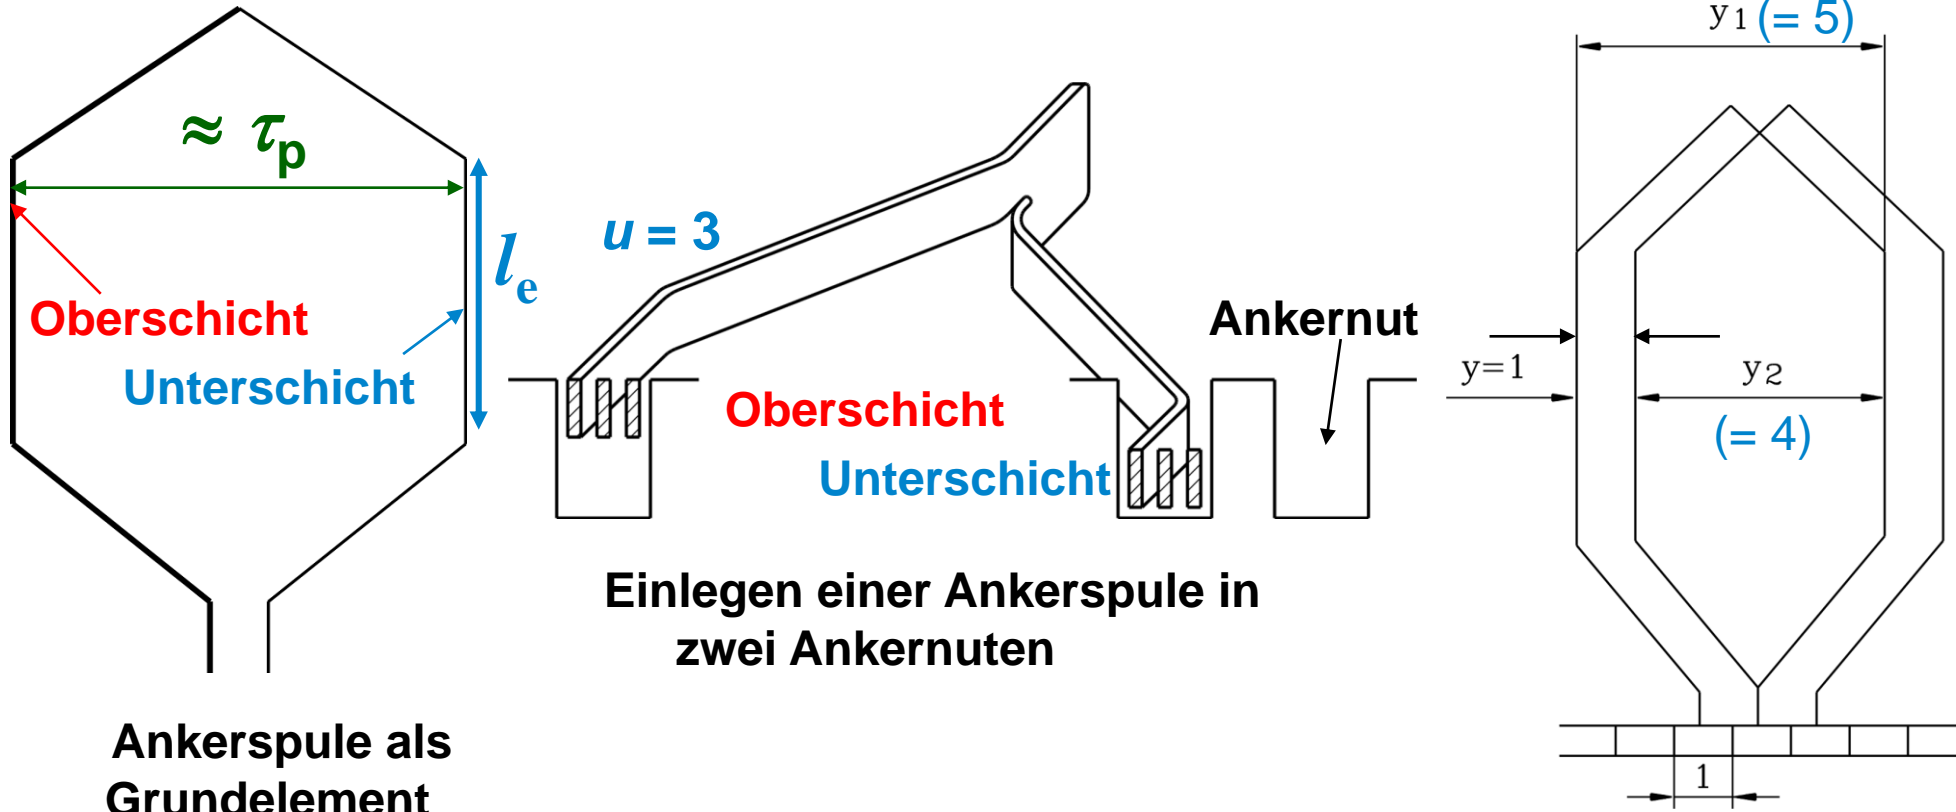 ≈ τp
Oberschicht
Unterschicht
le
Ankerspule als
Grundelement
u = 3
Oberschicht
Unterschicht
Ankernut
Einlegen einer Ankerspule in
zwei Ankernuten
y1 (= 5)
y=1
y2
(= 4)
1